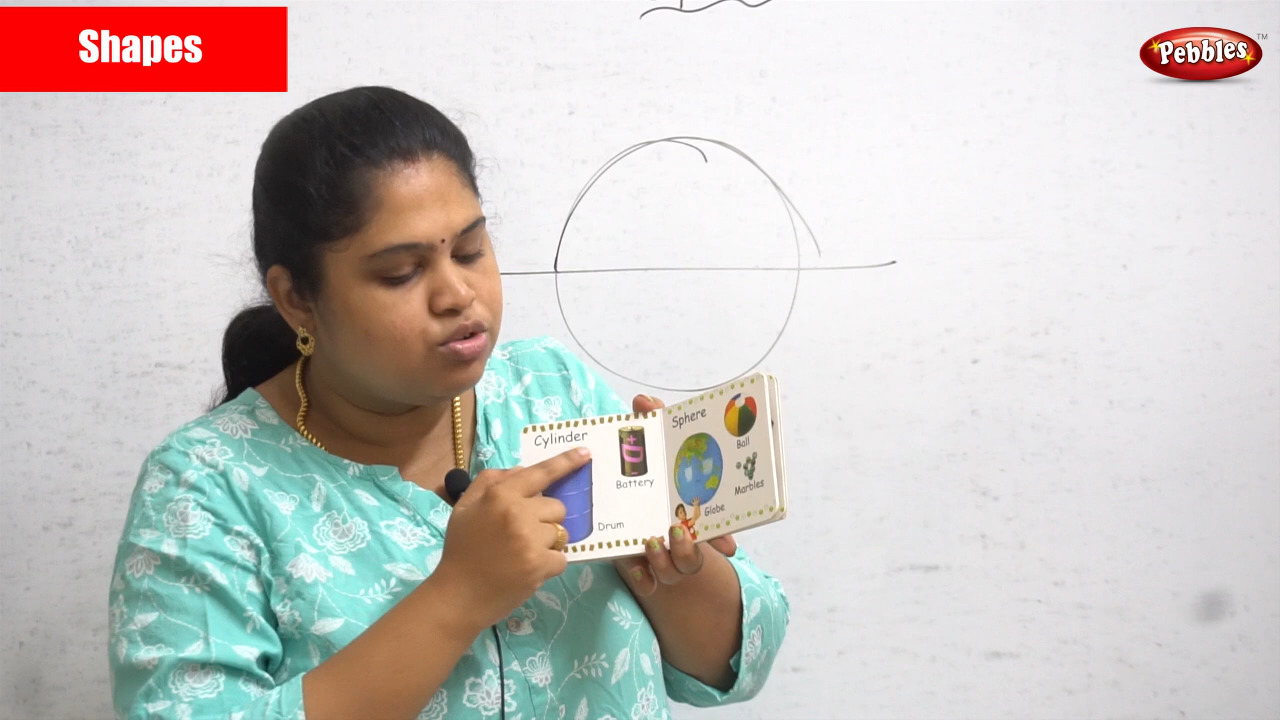 Shapes
Pebbles TM
Cylinder
Battery
Drum
Sphere
Ball
Marbles
Globe